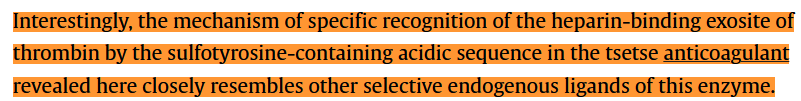 Interestingly, the mechanism of specific recognition of the heparin-binding exosite of
thrombin by the sulfotyrosine-containing acidic sequence in the tsetse anticoagulant
revealed here closely resembles other selective endogenous ligands of this enzyme.